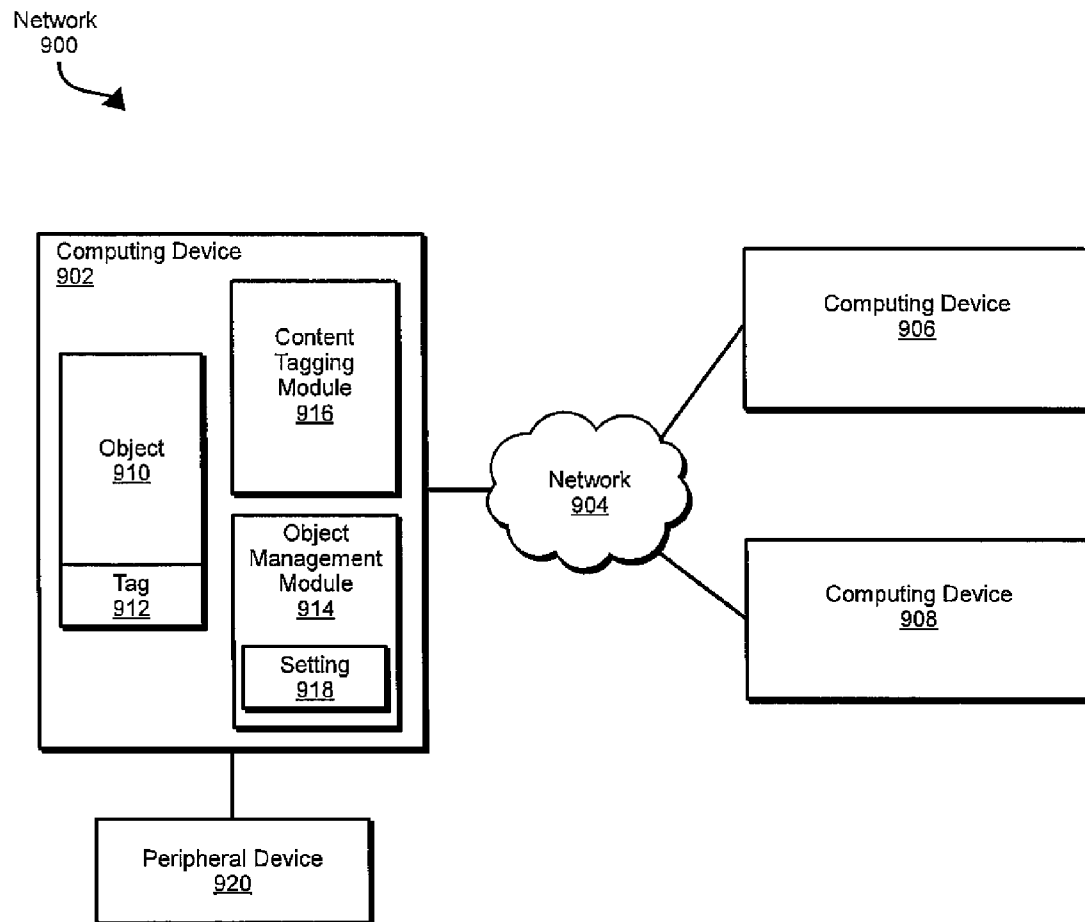 Network
900
Computing Device
902
Content
Tagging
Module
916
Object
910
Tag
912
Object
Management
Module
914
Setting
918
Network
904
Computing Device
906
Computing Device
908
Peripheral Device
920